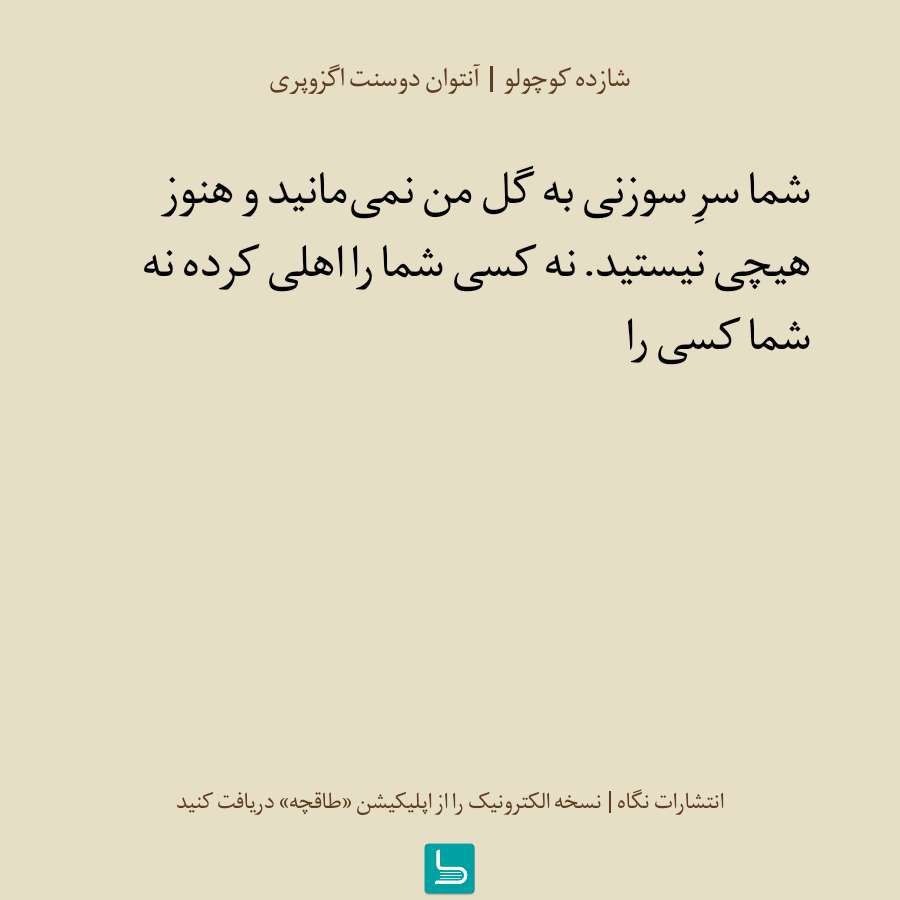 شازده کوچولو | آنتوان دوسنت اگزوپری
شما سرِ سوزنی به گل من نمی‌مانید و هنوز
هیچی نیستید. نه کسی شما را اهلی کرده نه
شما کسی را
انتشارات نگاه | نسخه الکترونیک را از اپلیکیشن «طاقچه» دریافت کنید